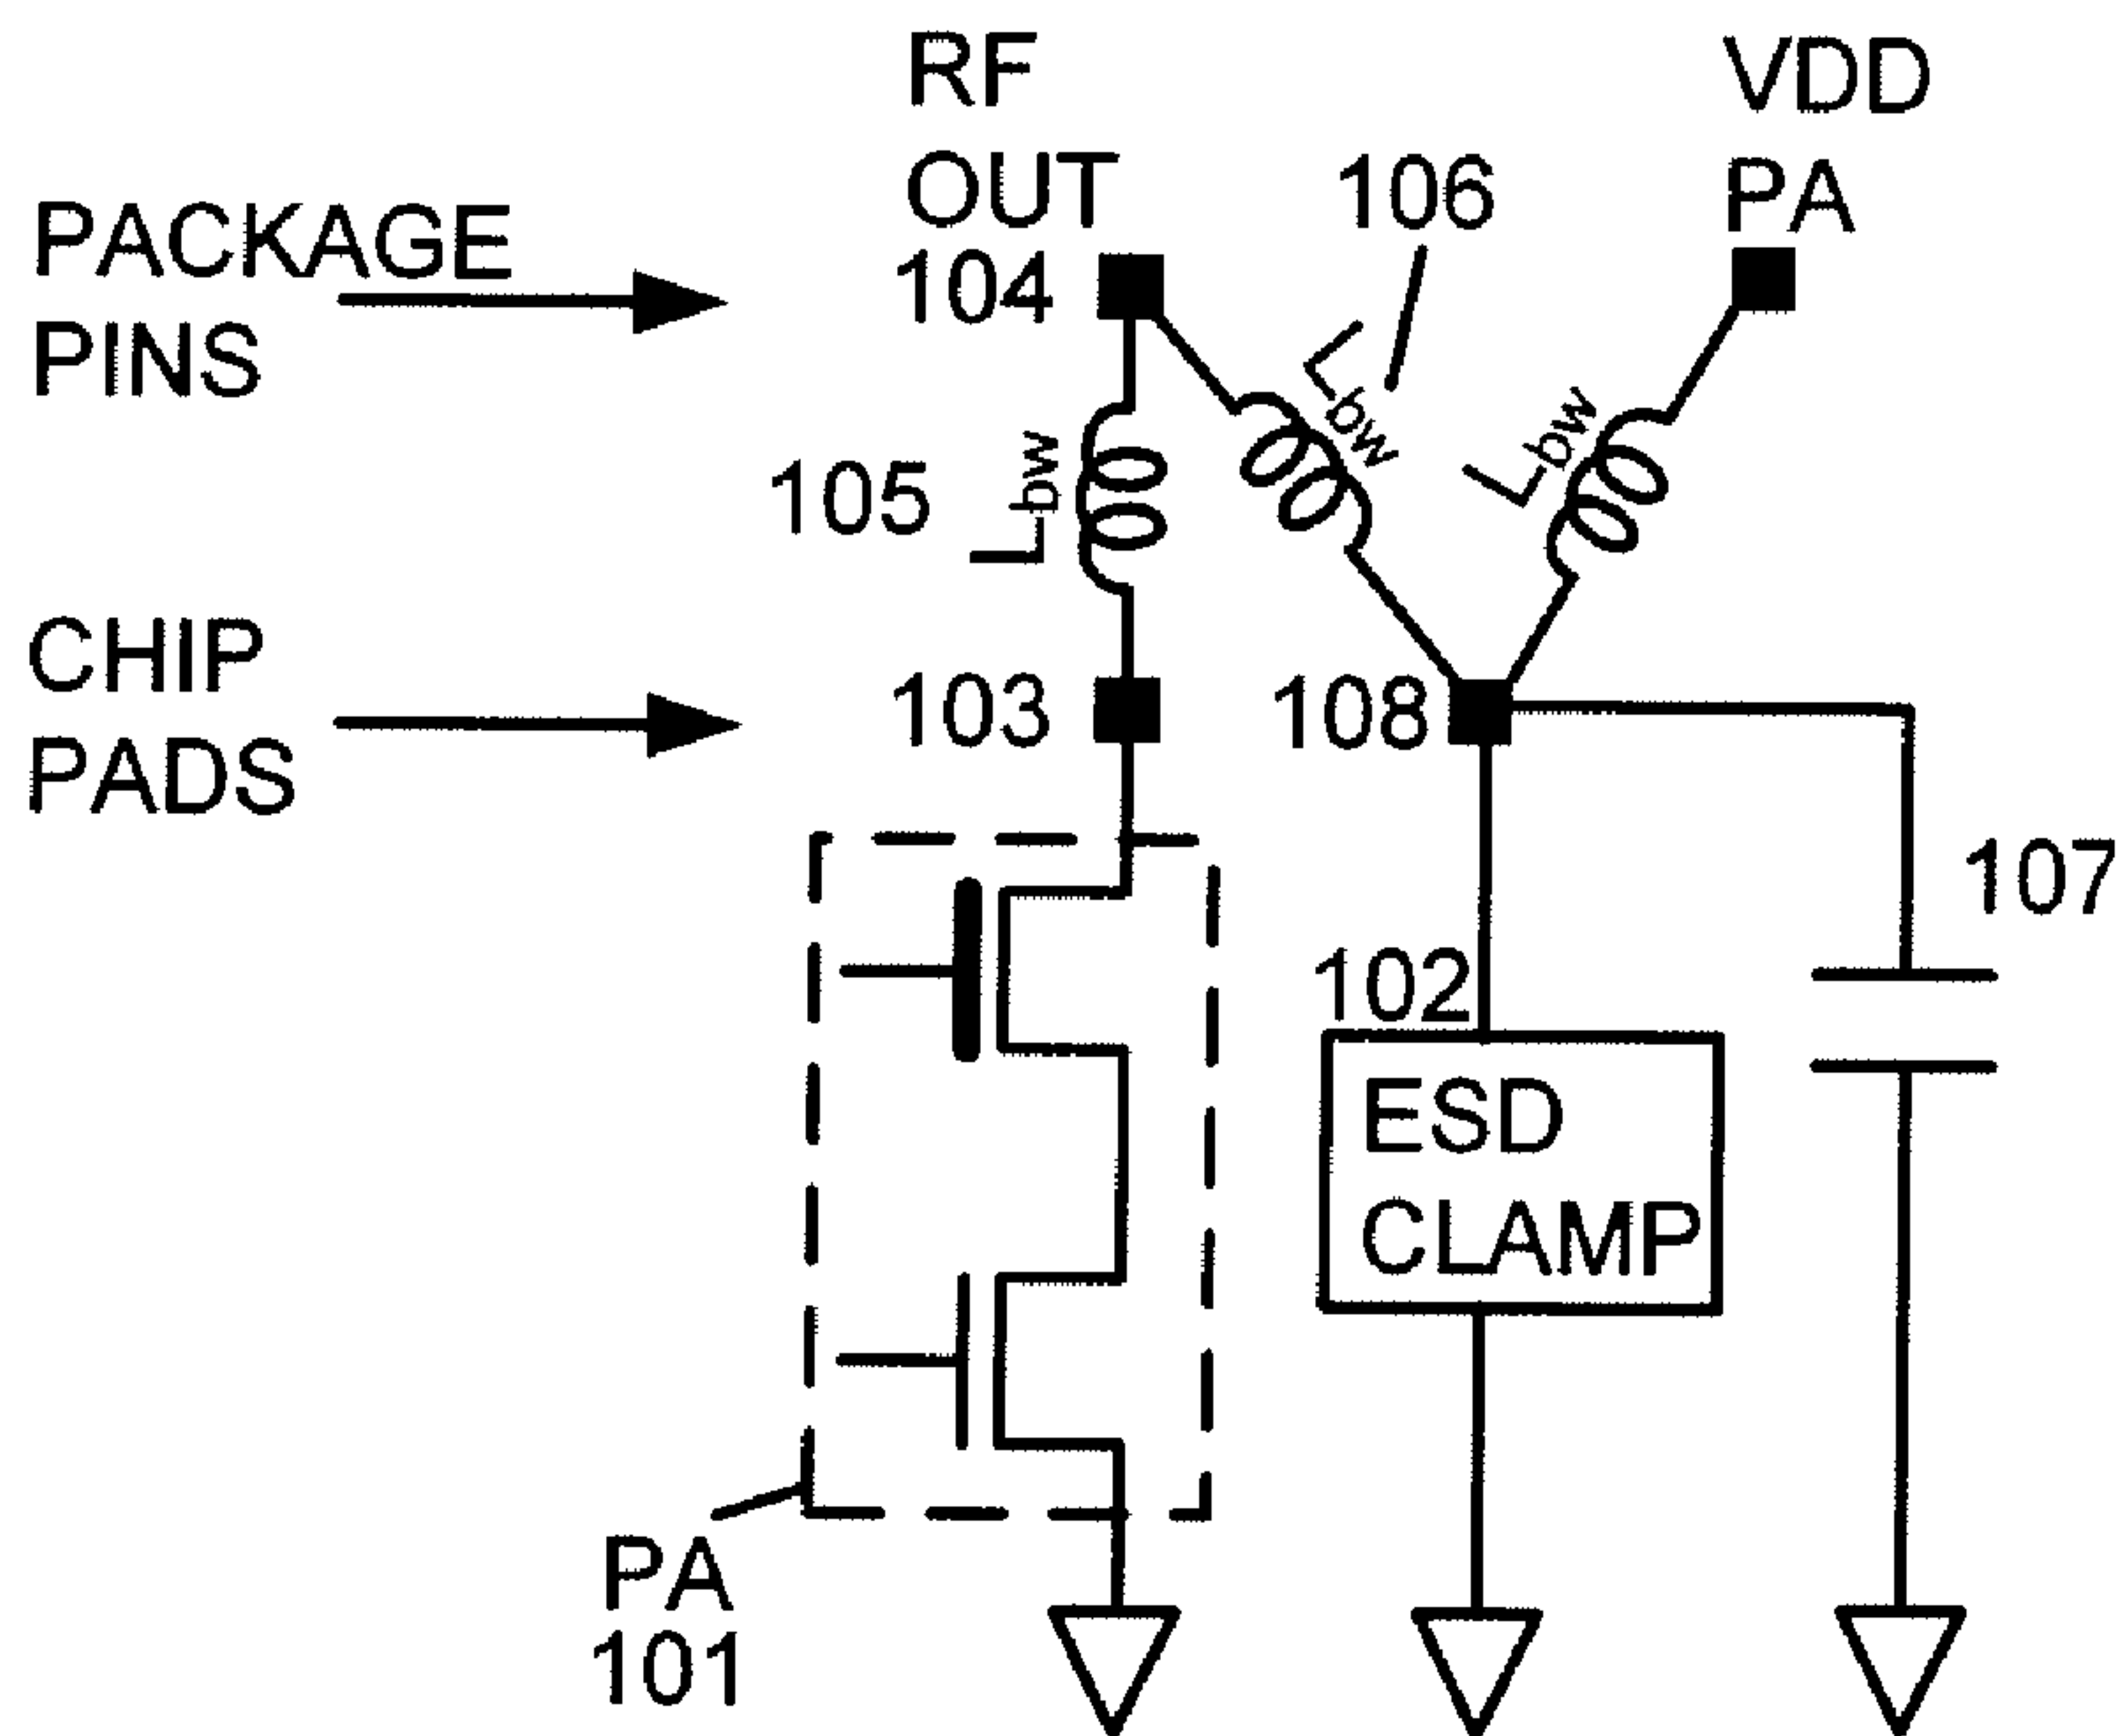 RF
OUT
104
VDD
PA
106
PACKAGE
PINS
Lbw
Lbw
Lbw
105
CHIP
PADS
103
108
107
102
ESD
CLAMP
PA
101